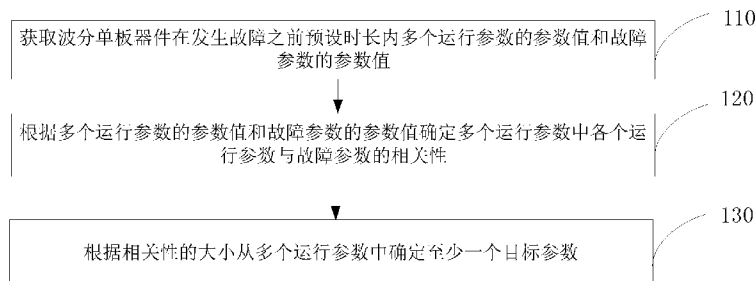 获取波分单板器件在发生故障之前预设时长内多个运行参数的参数值和故障
参数的参数值
110
根据多个运行参数的参数值和故障参数的参数值确定多个运行参数中各个运
行参数与故障参数的相关性
120
根据相关性的大小从多个运行参数中确定至少一个目标参数
130